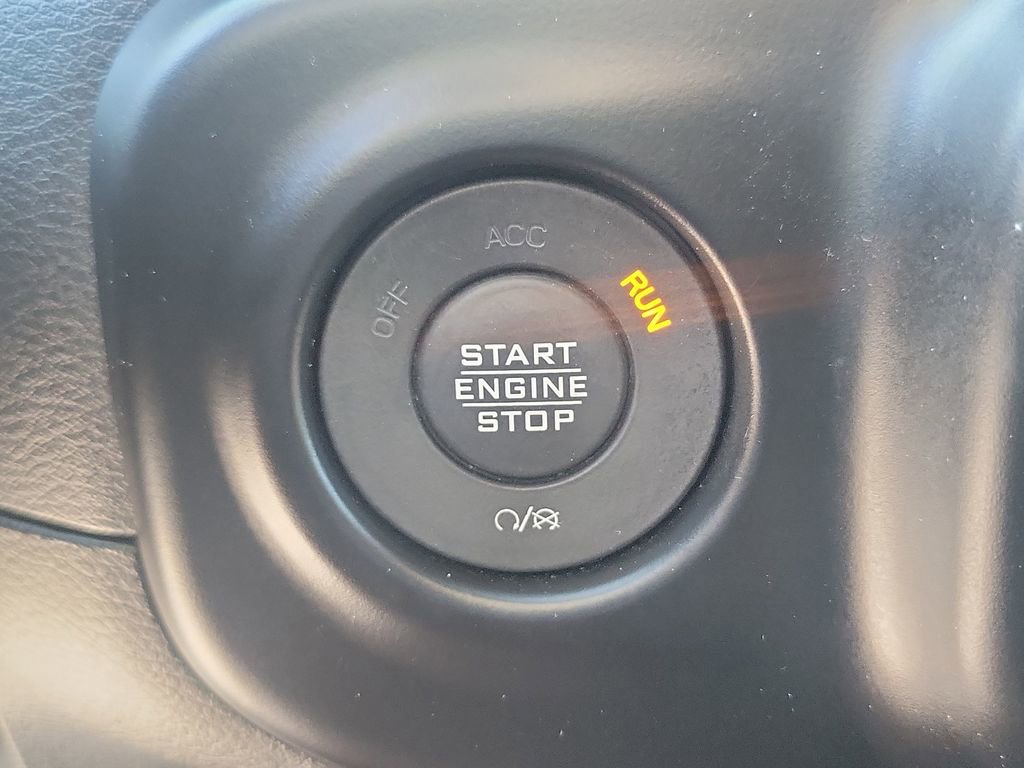 ACC
OFF
RUN
START
ENGINE
STOP